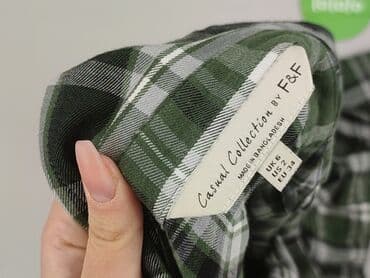 Casual Collection BY F&F
MADE IN BANGLADESH
UK 6
US 2
EU 34